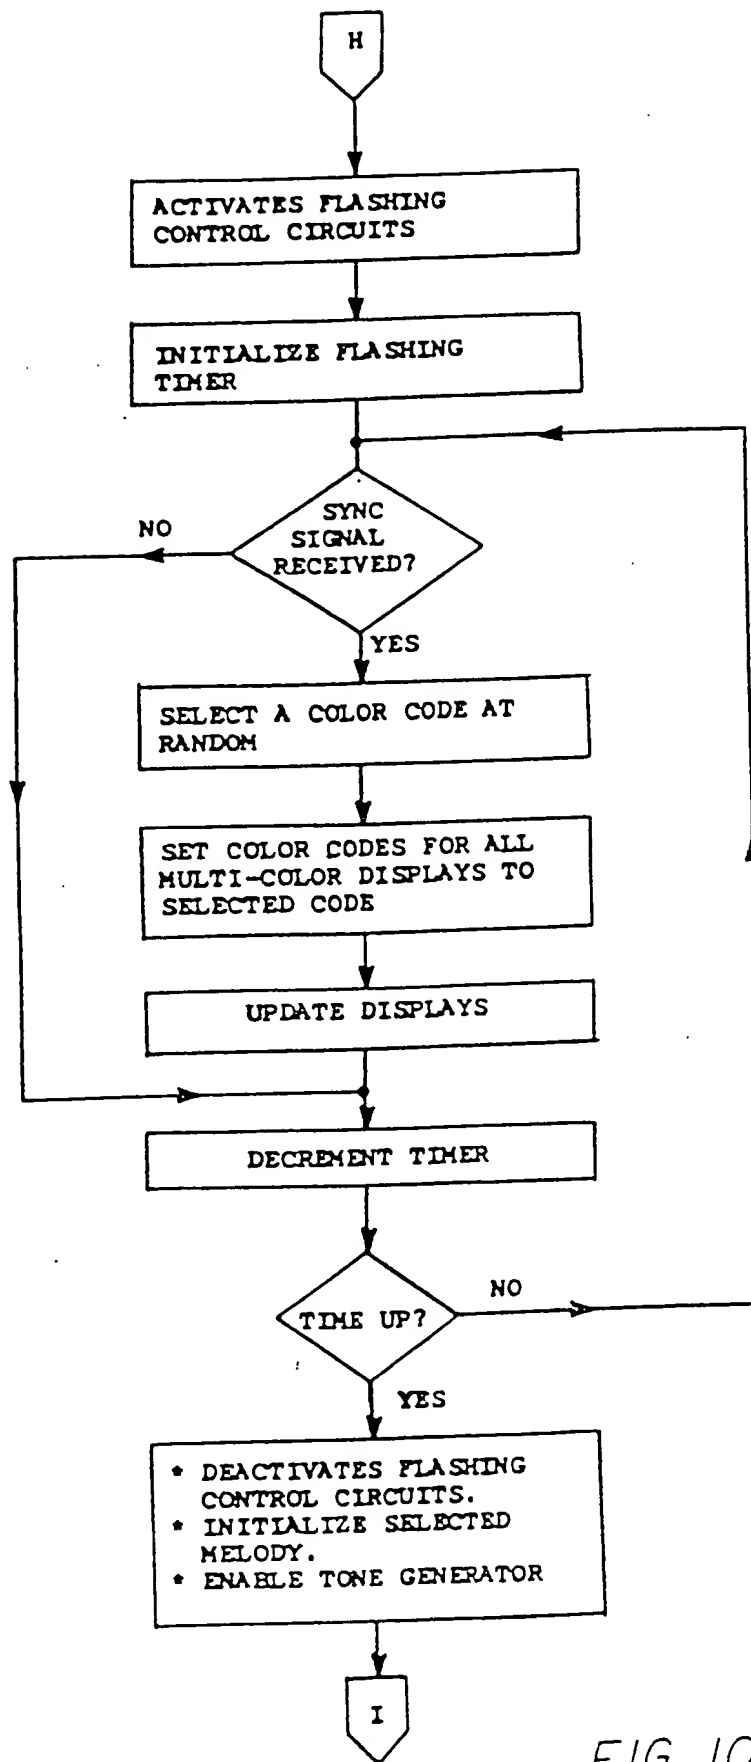 H
ACTIVATES FLASHING
CONTROL CIRCUITS
INITIALIZE FLASHING
TIMER
SYNC
SIGNAL
RECEIVED?
NO
YES
SELECT A COLOR CODE AT
RANDOM
SET COLOR CODES FOR ALL
MULTI-COLOR DISPLAYS TO
SELECTED CODE
UPDATE DISPLAYS
DECREMENT TIMER
TIME UP?
NO
YES
* DEACTIVATES FLASHING
CONTROL CIRCUITS.
* INITIALIZE SELECTED
MELODY.
* ENABLE TONE GENERATOR
I